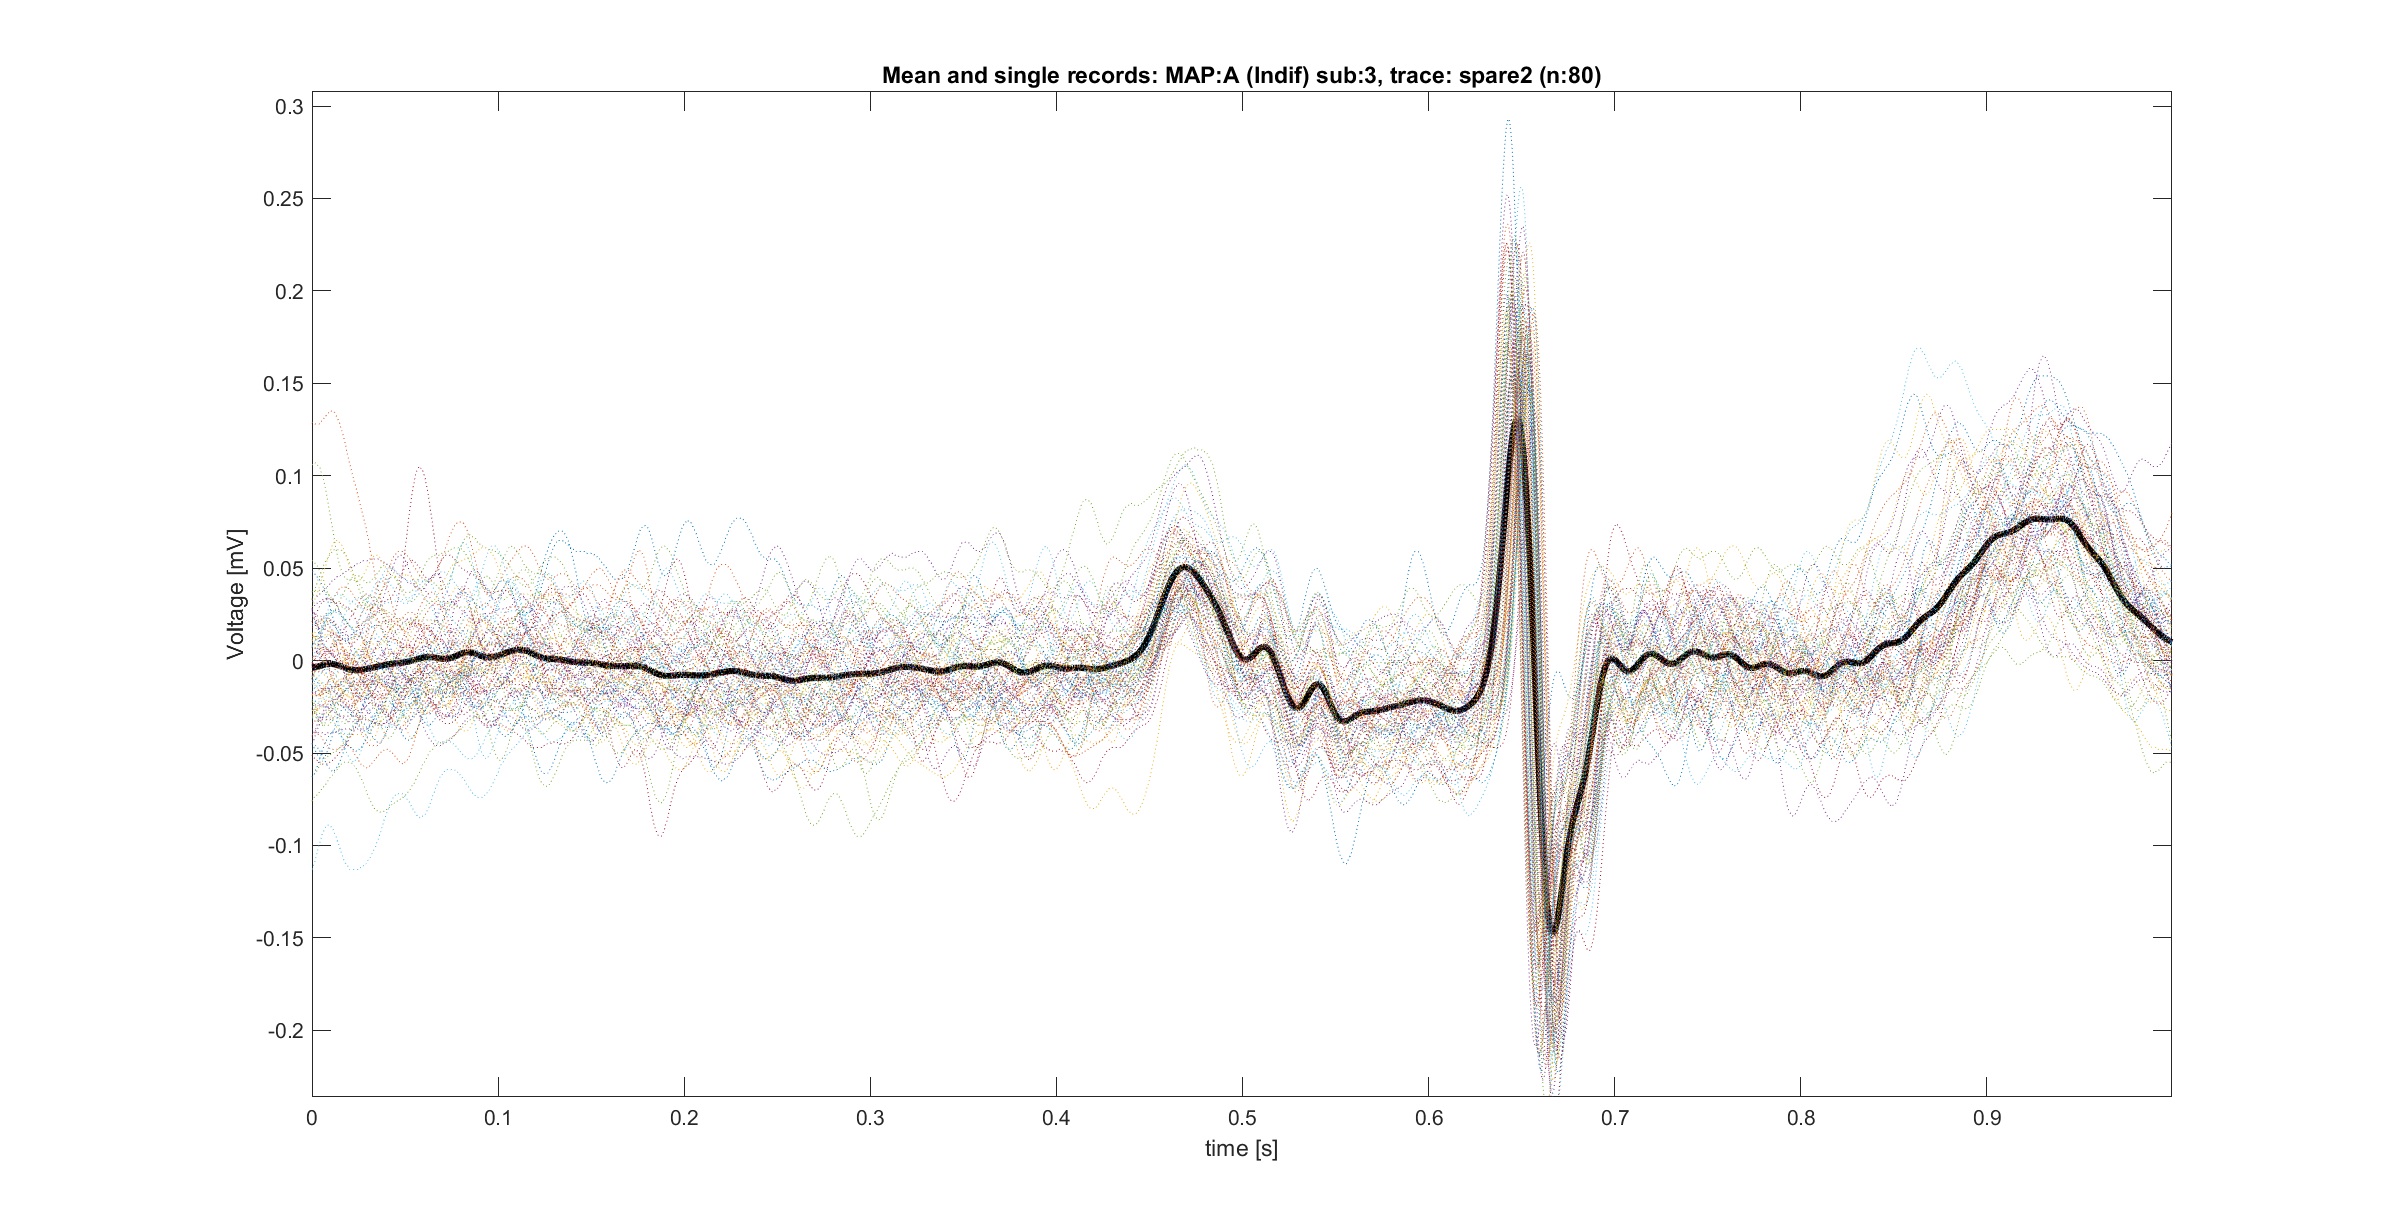 Mean and single records: MAP:A (Indif) sub:3, trace: spare2 (n:80)
0.3
0.25
0.2
0.15
0.1
0.05
0
-0.05
-0.1
-0.15
-0.2
Voltage [mV]
0 0.1 0.2 0.3 0.4 0.5 0.6 0.7 0.8 0.9
time [s]